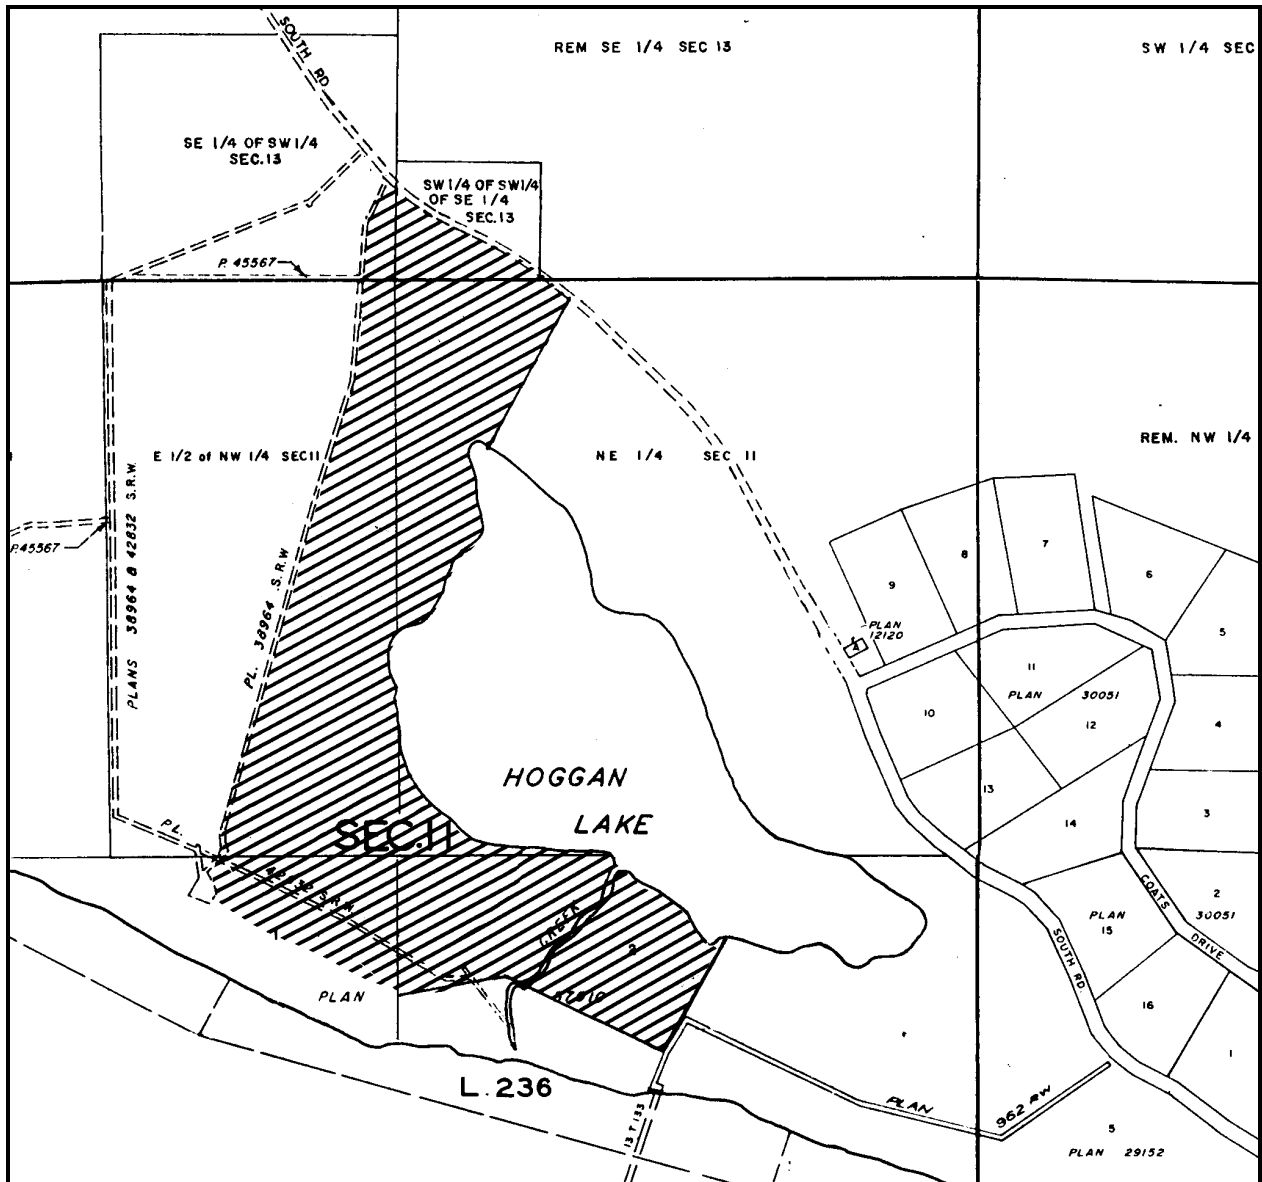 SOUTH RD.
REM SE 1/4 SEC 13
SW 1/4 SEC
SE 1/4 OF SW 1/4
SEC.13
SW 1/4 OF SW 1/4
OF SE 1/4
SEC.13
P. 45567
E 1/2 of NW 1/4 SEC 11
NE 1/4 SEC 11
REM. NW 1/4
P. 45567
PLANS 38964 & 42832 S.R.W.
PL. 38964 S.R.W
9
8
7
6
5
PLAN
12120
A
11
PLAN 30051
10
12
4
13
14
3
HOGGAN
LAKE
SEC. 11
PL.
S.R.W.
CREEK
2
PLAN
COATS
DRIVE
2
30051
PLAN
15
SOUTH RD.
16
1
L. 236
13 T 133
PLAN
962 RW
5
PLAN 29152